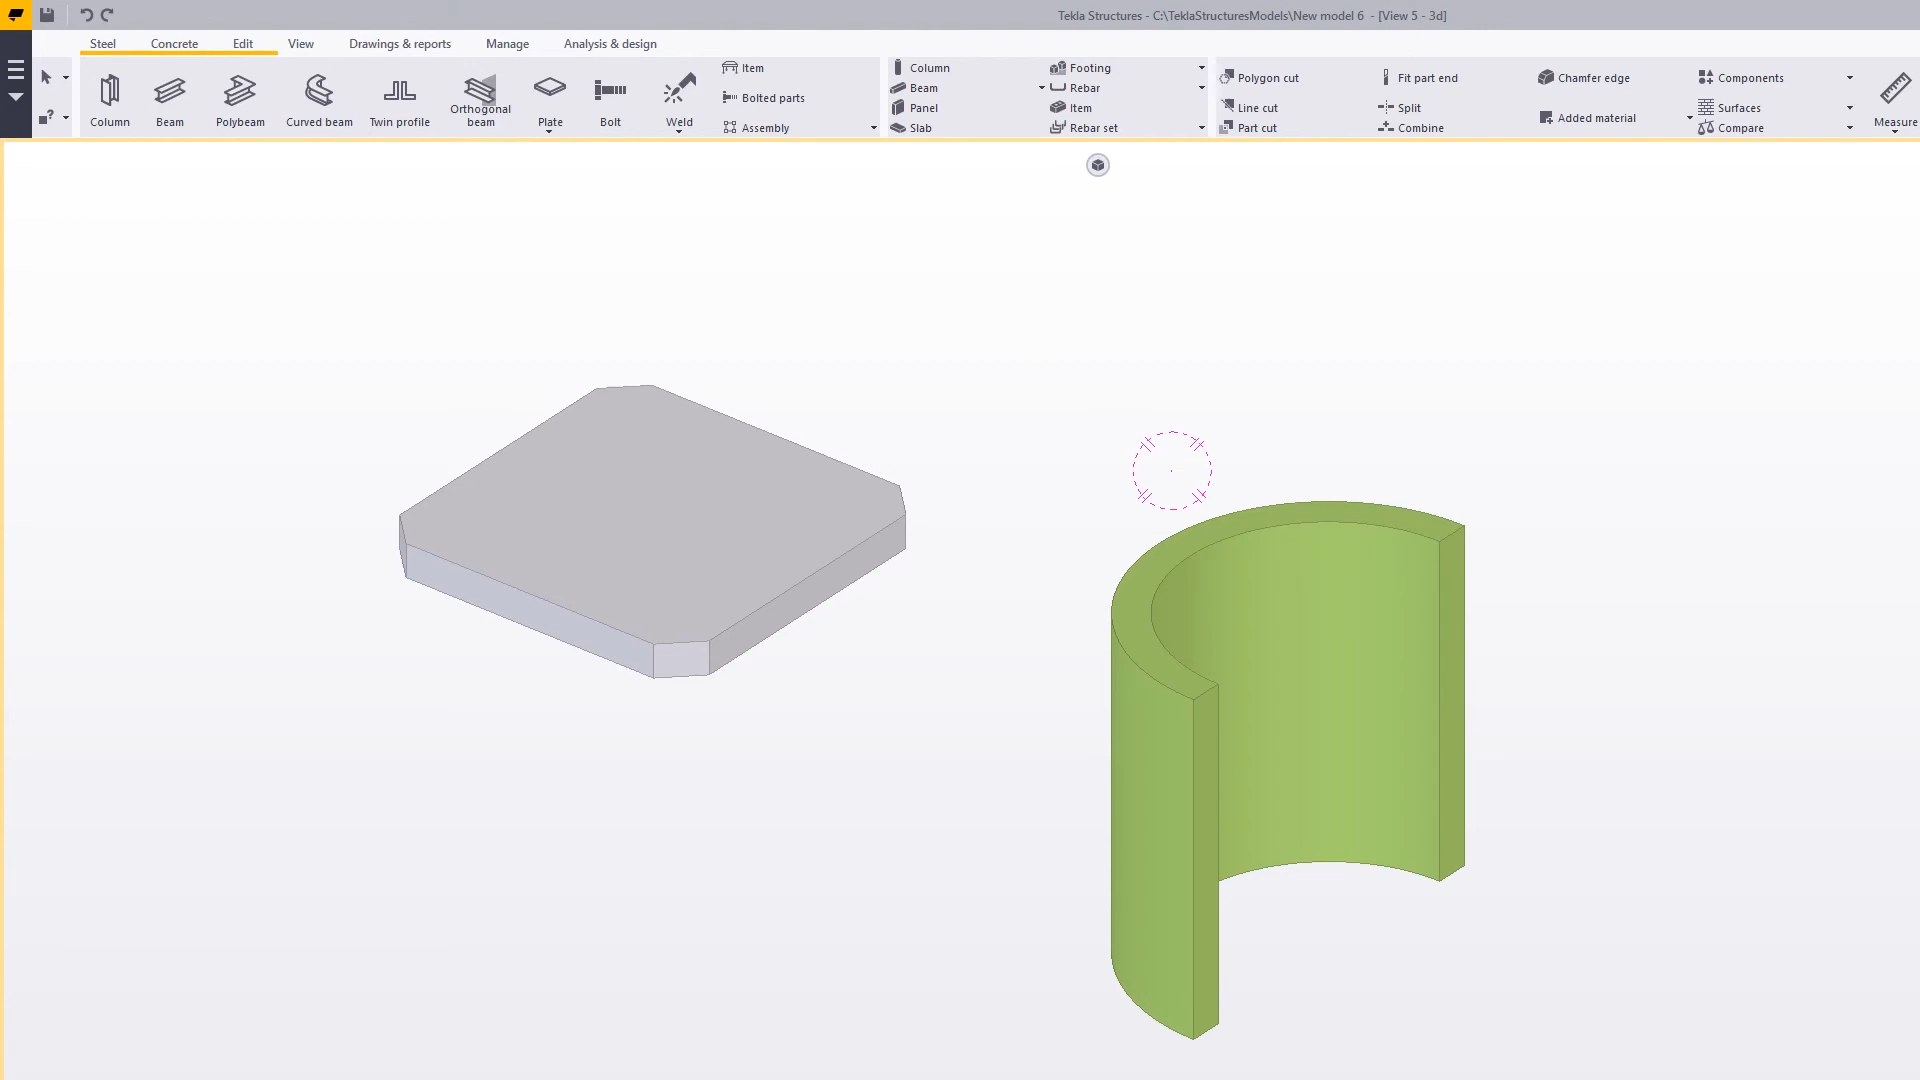 Tekla Structures - C:\TeklaStructuresModels\New model 6 - [View 5 - 3d]
Steel Concrete Edit View Drawings & reports Manage Analysis & design
Column
Beam
Polybeam
Curved beam
Twin profile
Orthogonal
beam
Plate
Bolt
Weld
Item
Bolted parts
Assembly
Column
Beam
Panel
Slab
Footing
Rebar
Item
Rebar set
Polygon cut
Line cut
Part cut
Fit part end
Split
Combine
Chamfer edge
Added material
Components
Surfaces
Compare
Measure